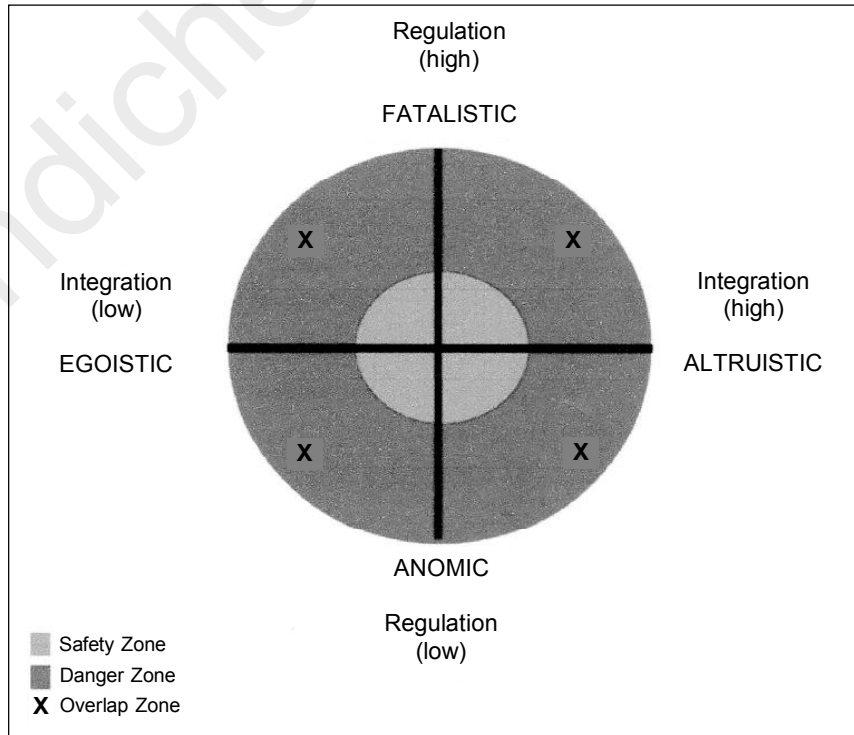 Regulation
(high)
FATALISTIC
X X
Integration
(low)
Integration
(high)
EGOISTIC
ALTRUISTIC
X X
ANOMIC
Regulation
(low)
Safety Zone
Danger Zone
X Overlap Zone